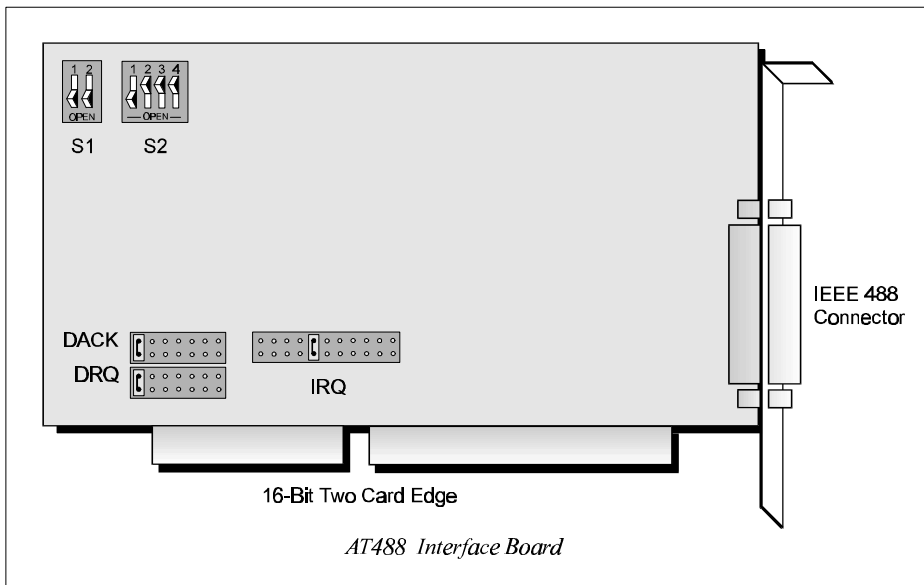 1 2
OPEN
S1
1 2 3 4
OPEN
S2
DACK
DRQ
IRQ
IEEE 488
Connector
16-Bit Two Card Edge
AT488 Interface Board